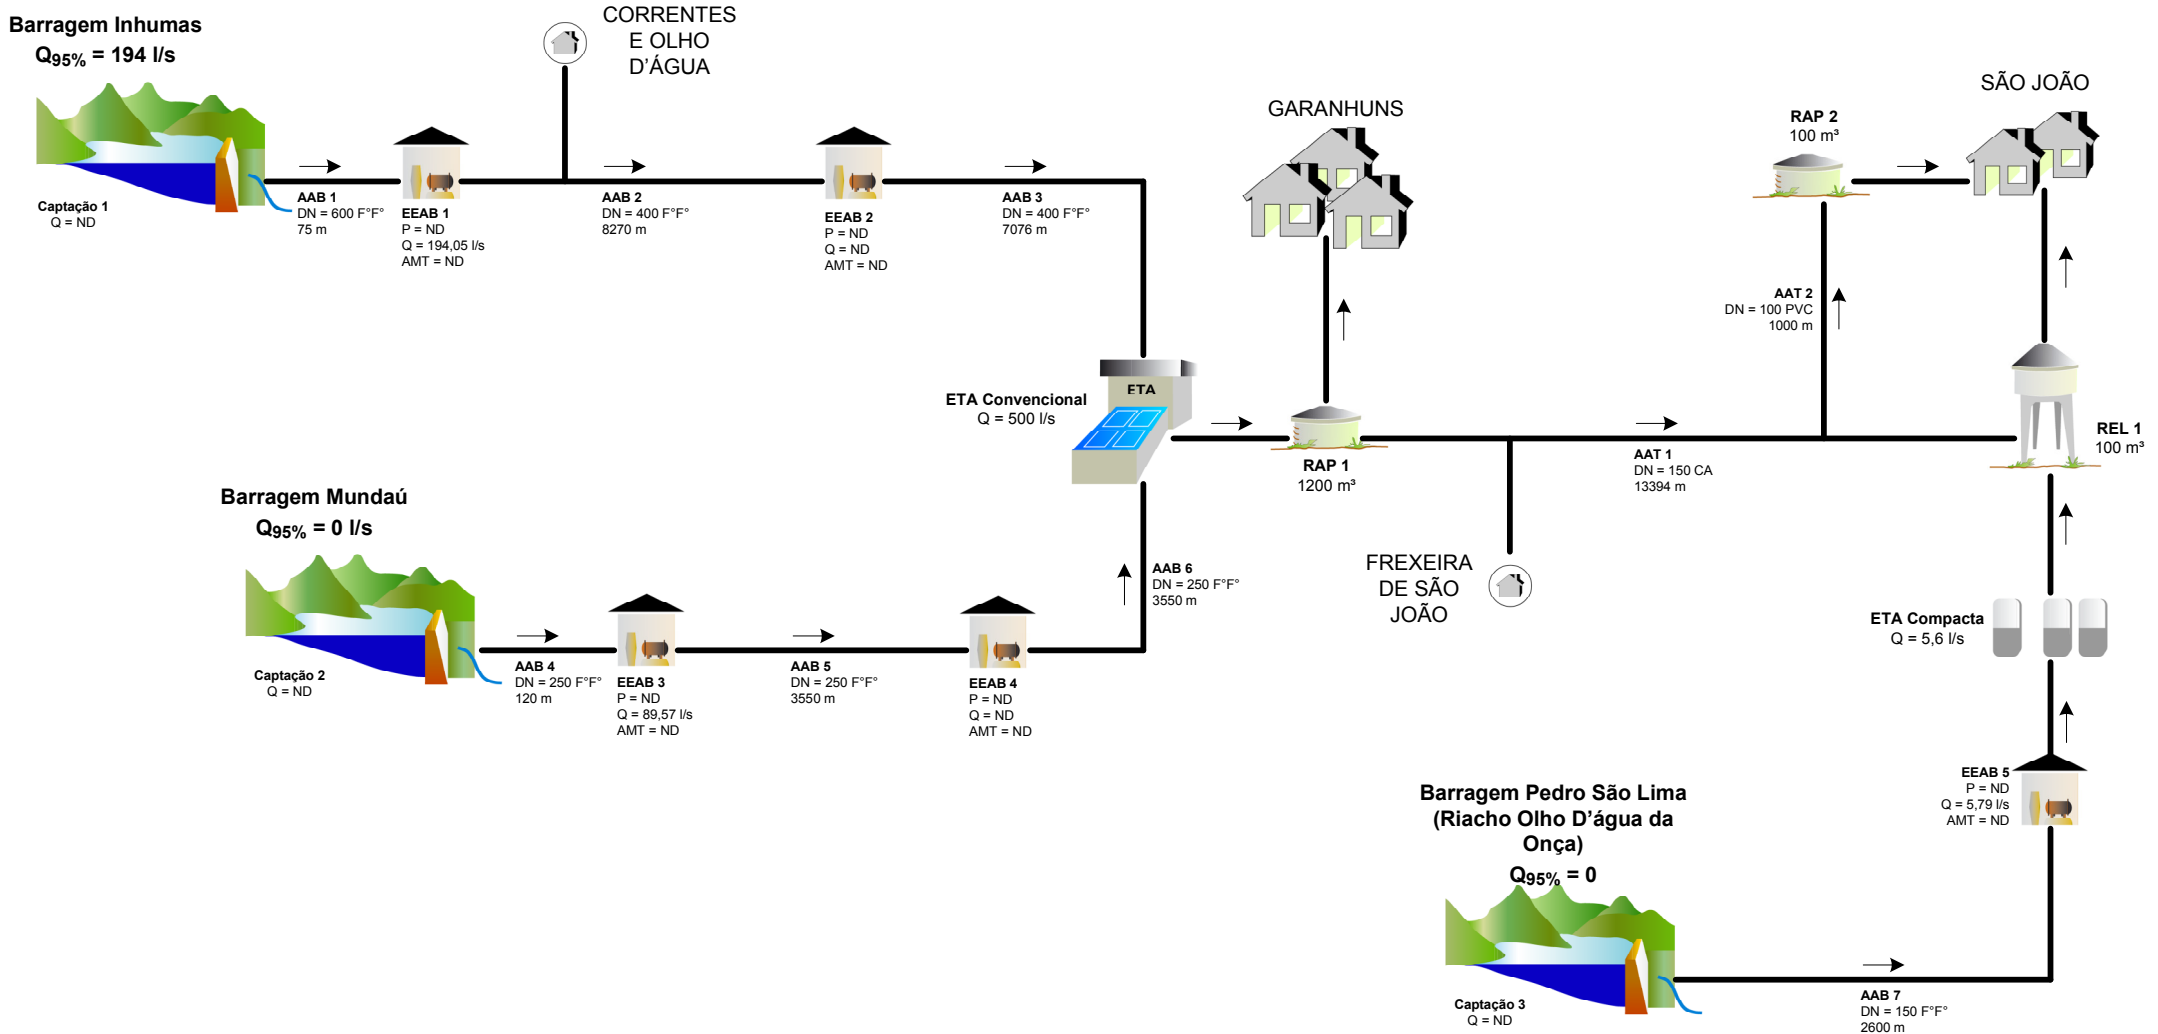 Barragem Inhumas
Q95% = 194 l/s
Captação 1
Q = ND
AAB 1
DN = 600 F°F°
75 m
EEAB 1
P = ND
Q = 194,05 l/s
AMT = ND
CORRENTES
E OLHO
D'ÁGUA
AAB 2
DN = 400 F°F°
8270 m
EEAB 2
P = ND
Q = ND
AMT = ND
AAB 3
DN = 400 F°F°
7076 m
GARANHUNS
RAP 2
100 m³
SÃO JOÃO
AAT 2
DN = 100 PVC
1000 m
ETA Convencional
Q = 500 l/s
ETA
RAP 1
1200 m³
AAT 1
DN = 150 CA
13394 m
REL 1
100 m³
Barragem Mundaú
Q95% = 0 l/s
Captação 2
Q = ND
AAB 4
DN = 250 F°F°
120 m
EEAB 3
P = ND
Q = 89,57 l/s
AMT = ND
AAB 5
DN = 250 F°F°
3550 m
EEAB 4
P = ND
Q = ND
AMT = ND
AAB 6
DN = 250 F°F°
3550 m
FREXEIRA
DE SÃO
JOÃO
ETA Compacta
Q = 5,6 l/s
EEAB 5
P = ND
Q = 5,79 l/s
AMT = ND
Barragem Pedro São Lima
(Riacho Olho D'água da
Onça)
Q95% = 0
Captação 3
Q = ND
AAB 7
DN = 150 F°F°
2600 m